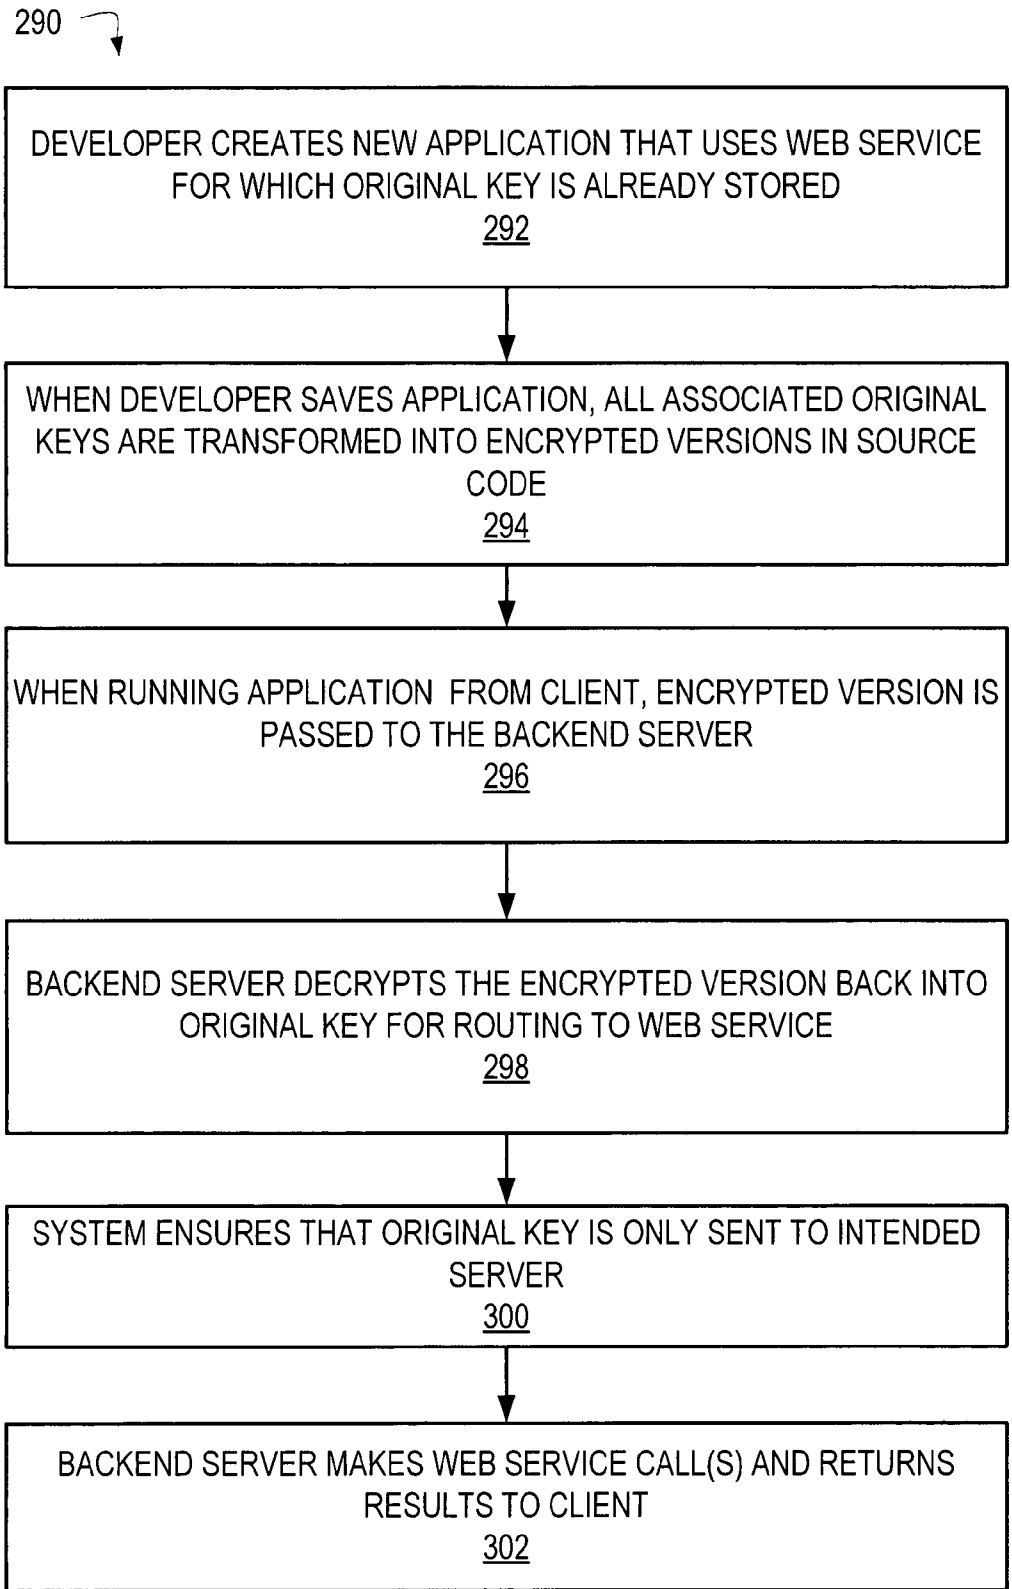 290
DEVELOPER CREATES NEW APPLICATION THAT USES WEB SERVICE
FOR WHICH ORIGINAL KEY IS ALREADY STORED
292
WHEN DEVELOPER SAVES APPLICATION, ALL ASSOCIATED ORIGINAL
KEYS ARE TRANSFORMED INTO ENCRYPTED VERSIONS IN SOURCE
CODE
294
WHEN RUNNING APPLICATION FROM CLIENT, ENCRYPTED VERSION IS
PASSED TO THE BACKEND SERVER
296
BACKEND SERVER DECRYPTS THE ENCRYPTED VERSION BACK INTO
ORIGINAL KEY FOR ROUTING TO WEB SERVICE
298
SYSTEM ENSURES THAT ORIGINAL KEY IS ONLY SENT TO INTENDED
SERVER
300
BACKEND SERVER MAKES WEB SERVICE CALL(S) AND RETURNS
RESULTS TO CLIENT
302